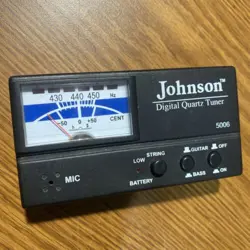 430 440 450 Hz
-50 0 +50 CENT
b #
Johnson™
Digital Quartz Tuner
5006
STRING
LOW
BATTERY
GUITAR
BASS
OFF
ON
MIC